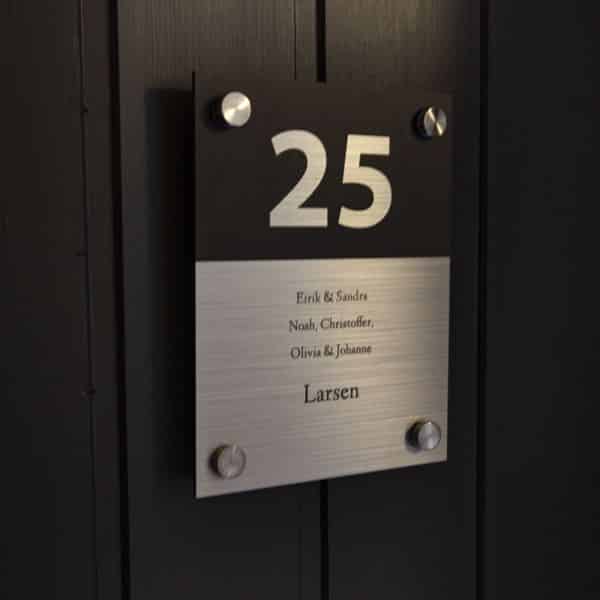 25
Eirik & Sandra
Noah, Christoffer,
Olivia & Johanne
Larsen